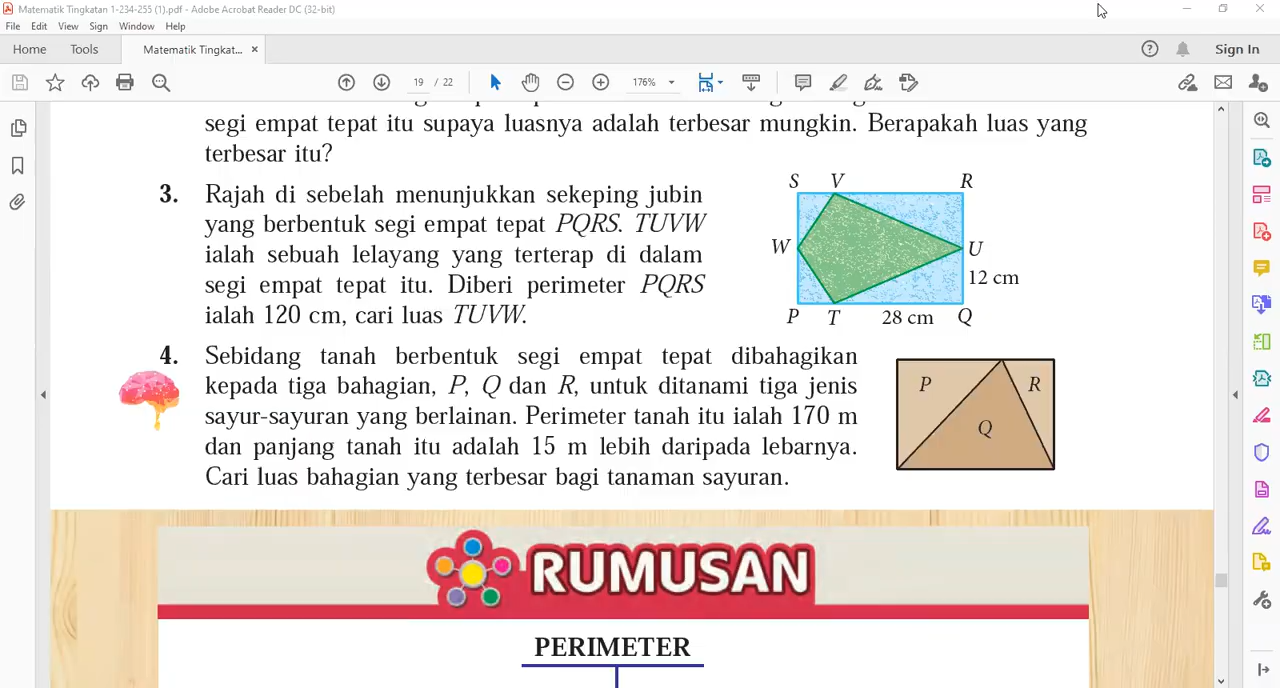 Matematik Tingkatan 1-234-255 (1).pdf - Adobe Acrobat Reader DC (32-bit)
File Edit View Sign Window Help
Home Tools Matematik Tingkat... × Sign In
19 / 22 176%
segi empat tepat itu supaya luasnya adalah terbesar mungkin. Berapakah luas yang
terbesar itu?
3. Rajah di sebelah menunjukkan sekeping jubin
yang berbentuk segi empat tepat PQRS. TUVW
ialah sebuah lelayang yang terterap di dalam
segi empat tepat itu. Diberi perimeter PQRS
ialah 120 cm, cari luas TUVW.
S V R
W U
12 cm
P T 28 cm Q
4. Sebidang tanah berbentuk segi empat tepat dibahagikan
kepada tiga bahagian, P, Q dan R, untuk ditanami tiga jenis
sayur-sayuran yang berlainan. Perimeter tanah itu ialah 170 m
dan panjang tanah itu adalah 15 m lebih daripada lebarnya.
Cari luas bahagian yang terbesar bagi tanaman sayuran.
P R
Q
RUMUSAN
PERIMETER